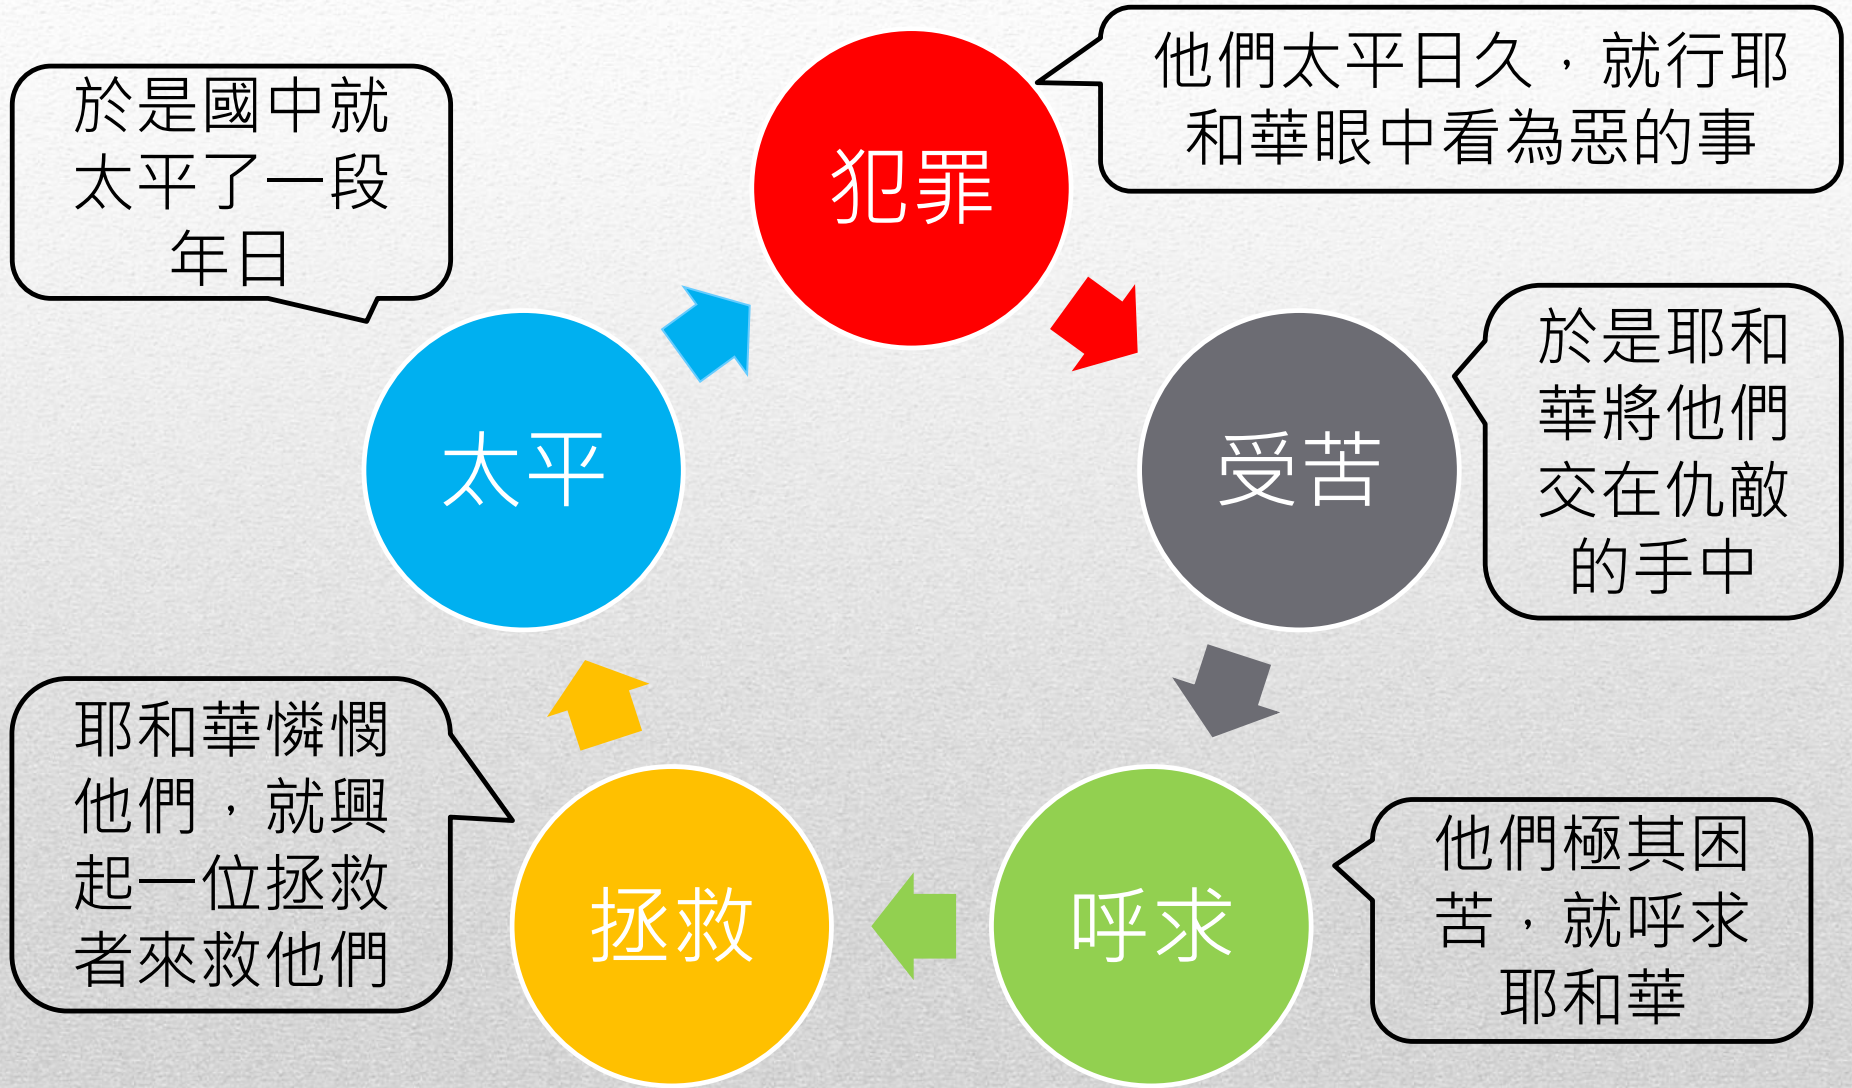 犯罪
他們太平日久，就行耶
和華眼中看為惡的事
受苦
於是耶和
華將他們
交在仇敵
的手中
呼求
他們極其困
苦，就呼求
耶和華
拯救
耶和華憐憫
他們，就興
起一位拯救
者來救他們
太平
於是國中就
太平了一段
年日